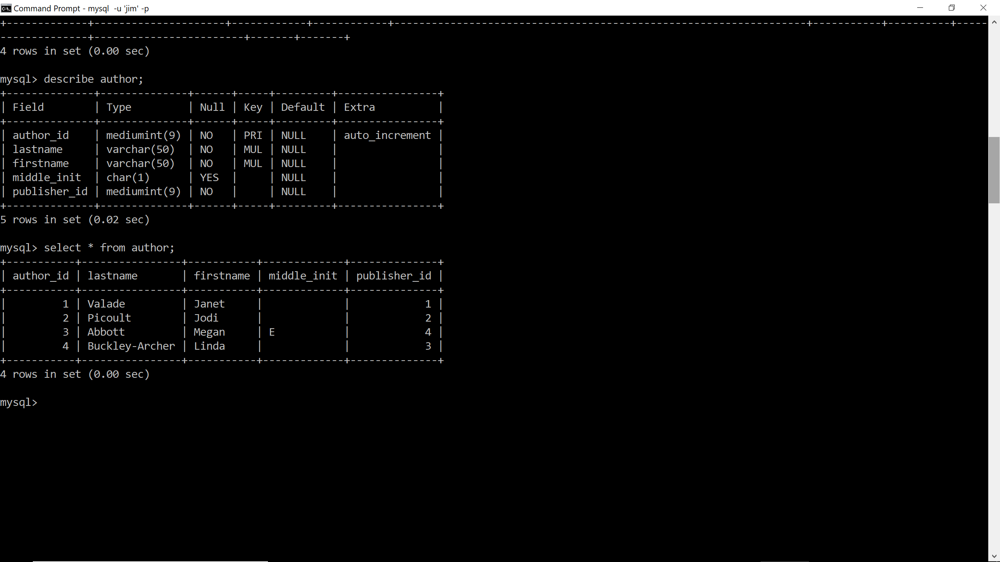 Command Prompt - mysql  -u 'jim' -p
+-------------+---------------------+------------+------------+------------------------------------------------------------------+-----------+----------+-----
--------------+------------------------+-------+-------+
4 rows in set (0.00 sec)
mysql> describe author;
+--------------+--------------+------+-----+---------+----------------+
| Field        | Type         | Null | Key | Default | Extra          |
+--------------+--------------+------+-----+---------+----------------+
| author_id    | mediumint(9) | NO   | PRI | NULL    | auto_increment |
| lastname     | varchar(50)  | NO   | MUL | NULL    |                |
| firstname    | varchar(50)  | NO   | MUL | NULL    |                |
| middle_init  | char(1)      | YES  |     | NULL    |                |
| publisher_id | mediumint(9) | NO   |     | NULL    |                |
+--------------+--------------+------+-----+---------+----------------+
5 rows in set (0.02 sec)
mysql> select * from author;
+-----------+----------------+-----------+-------------+--------------+
| author_id | lastname       | firstname | middle_init | publisher_id |
+-----------+----------------+-----------+-------------+--------------+
|         1 | Valade         | Janet     |             |            1 |
|         2 | Picoult        | Jodi      |             |            2 |
|         3 | Abbott         | Megan     | E           |            4 |
|         4 | Buckley-Archer | Linda     |             |            3 |
+-----------+----------------+-----------+-------------+--------------+
4 rows in set (0.00 sec)
mysql>